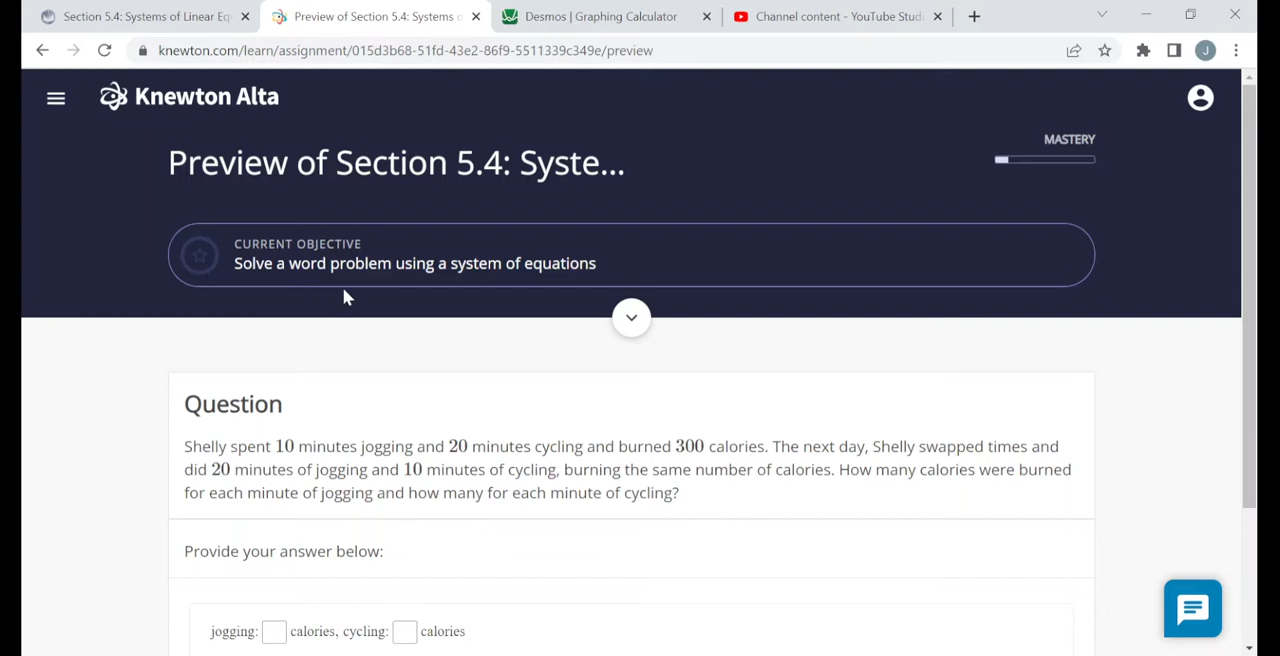 Section 5.4: Systems of Linear Eq
Preview of Section 5.4: Systems o
Desmos | Graphing Calculator
Channel content - YouTube Studi
knewton.com/learn/assignment/015d3b68-51fd-43e2-86f9-5511339c349e/preview
J
Knewton Alta
MASTERY
Preview of Section 5.4: Syste...
CURRENT OBJECTIVE
Solve a word problem using a system of equations
Question
Shelly spent 10 minutes jogging and 20 minutes cycling and burned 300 calories. The next day, Shelly swapped times and
did 20 minutes of jogging and 10 minutes of cycling, burning the same number of calories. How many calories were burned
for each minute of jogging and how many for each minute of cycling?
Provide your answer below:
jogging: calories, cycling: calories